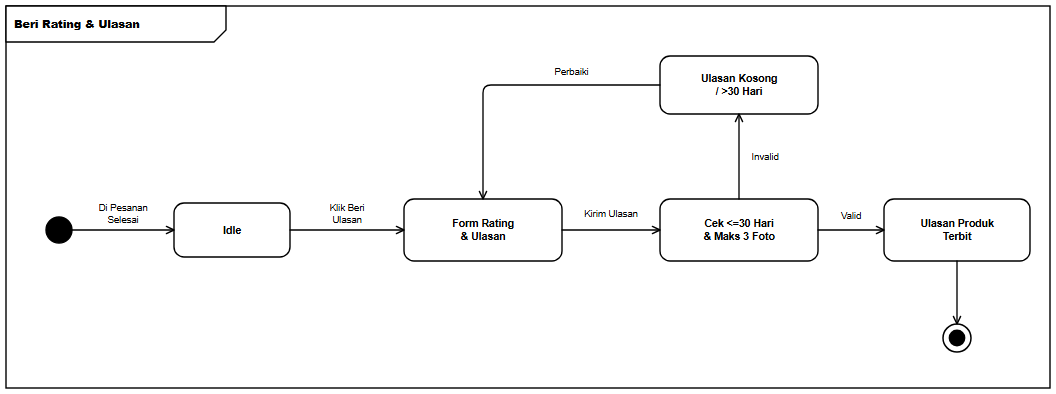 Beri Rating & Ulasan
Perbaiki
Ulasan Kosong
/ >30 Hari
Invalid
Di Pesanan
Selesai
Idle
Klik Beri
Ulasan
Form Rating
& Ulasan
Kirim Ulasan
Cek <=30 Hari
& Maks 3 Foto
Valid
Ulasan Produk
Terbit